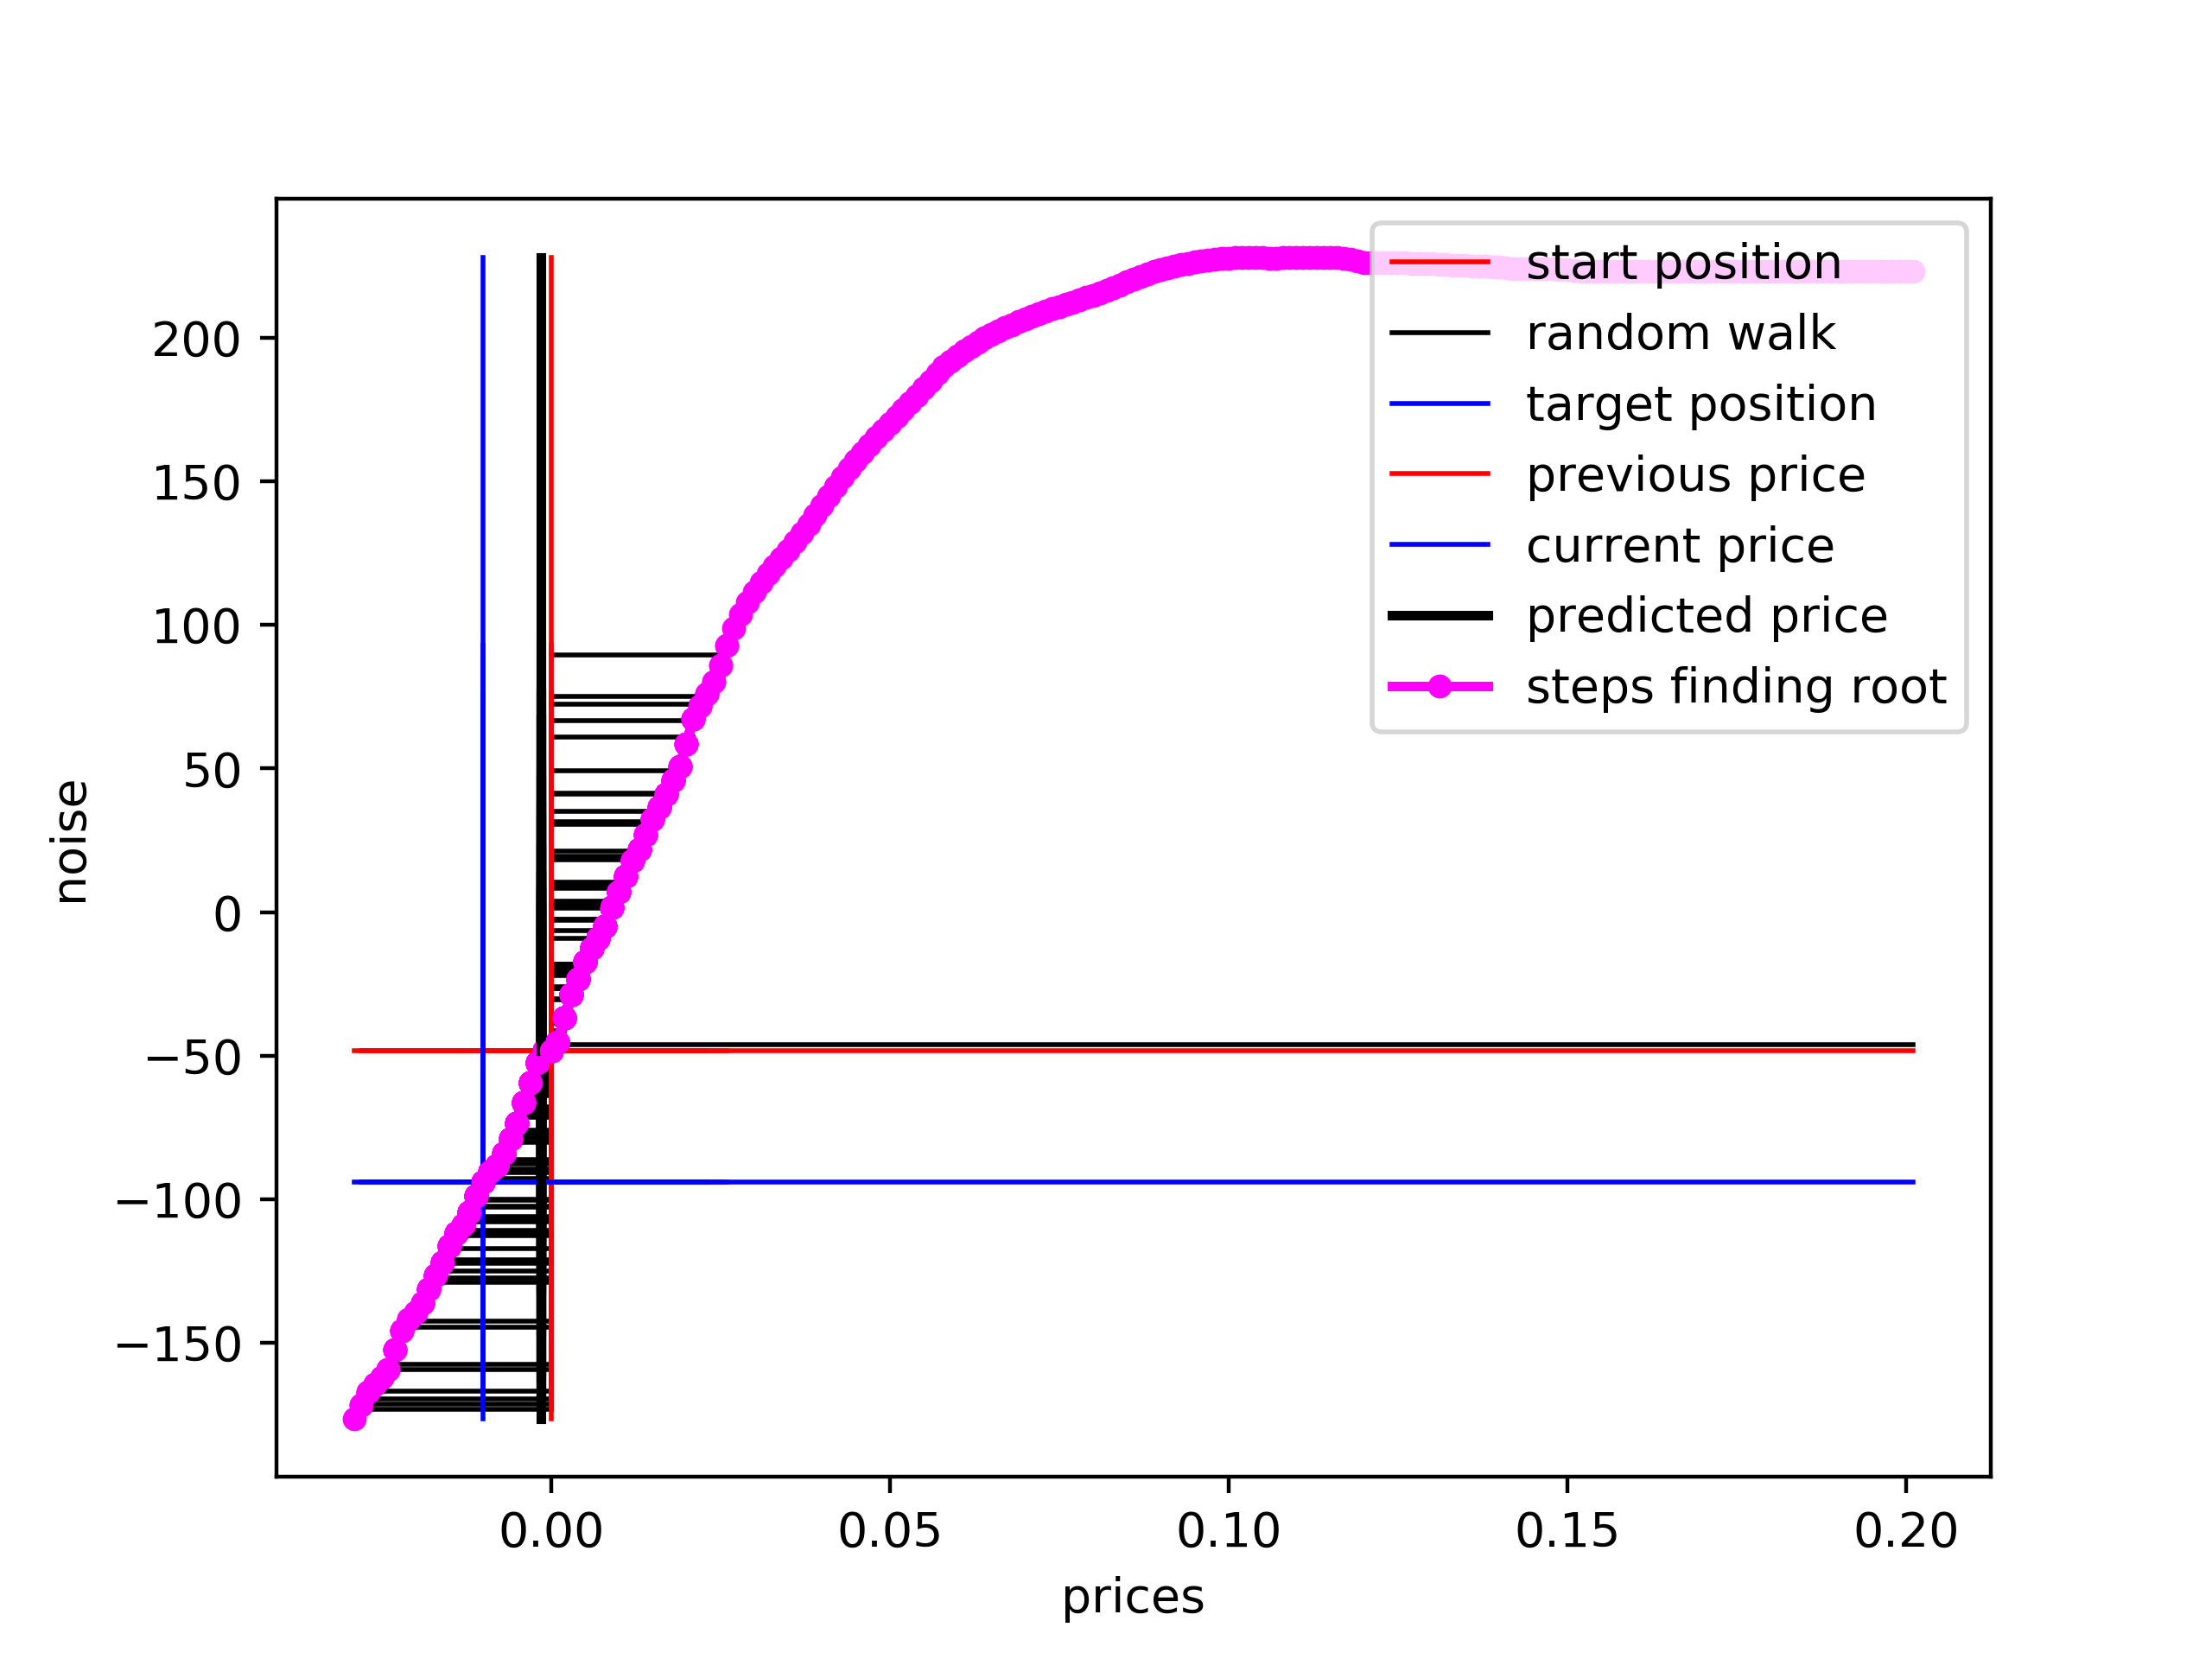 start position
random walk
target position
previous price
current price
predicted price
steps finding root
200
150
100
50
0
−50
−100
−150
noise
0.00 0.05 0.10 0.15 0.20
prices